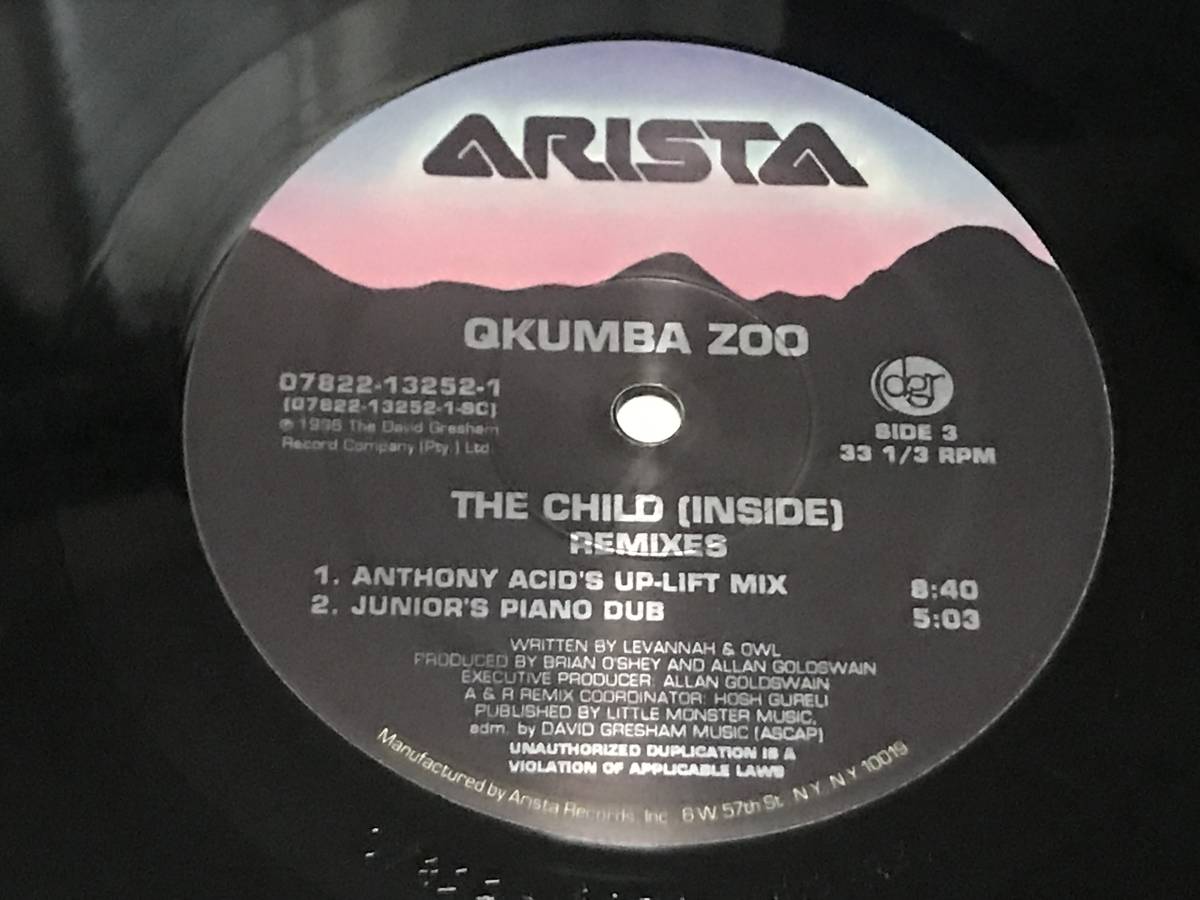 ARISTA
QKUMBA ZOO
07822-13252-1
(07822-13252-1-SC)
℗ 1996 The David Gresham
Record Company (Pty.) Ltd.
dgr
SIDE 3
33 1/3 RPM
THE CHILD (INSIDE)
REMIXES
1. ANTHONY ACID'S UP-LIFT MIX 8:40
2. JUNIOR'S PIANO DUB 5:03
WRITTEN BY LEVANNAH & OWL
PRODUCED BY BRIAN O'SHEY AND ALLAN GOLDSWAIN
EXECUTIVE PRODUCER: ALLAN GOLDSWAIN
A & R REMIX COORDINATOR: HOSH GURELI
PUBLISHED BY LITTLE MONSTER MUSIC,
adm. by DAVID GRESHAM MUSIC (ASCAP)
UNAUTHORIZED DUPLICATION IS A
VIOLATION OF APPLICABLE LAWS
Manufactured by Arista Records, Inc. 6 W. 57th St. N.Y. N.Y. 10019